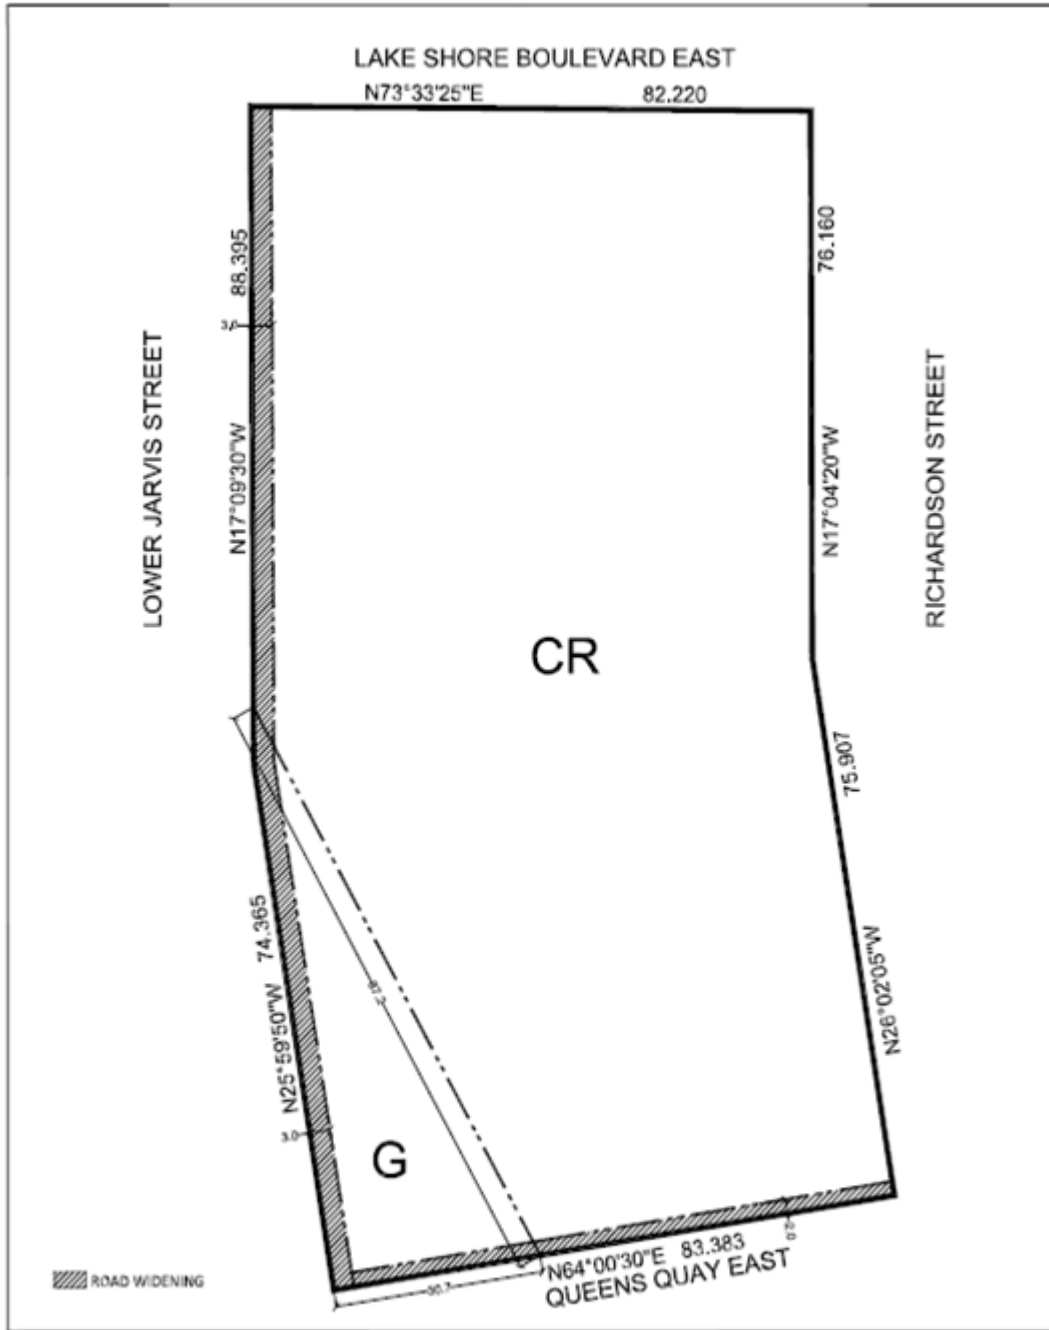 LAKE SHORE BOULEVARD EAST
N73°33'25"E 82.220
88.395
76.160
3.0
LOWER JARVIS STREET
N17°09'30"W
N17°04'20"W
RICHARDSON STREET
CR
75.907
74.365
N25°59'50"W
N26°02'05"W
3.0
G
2.0
N64°00'30"E 83.383
QUEENS QUAY EAST
ROAD WIDENING